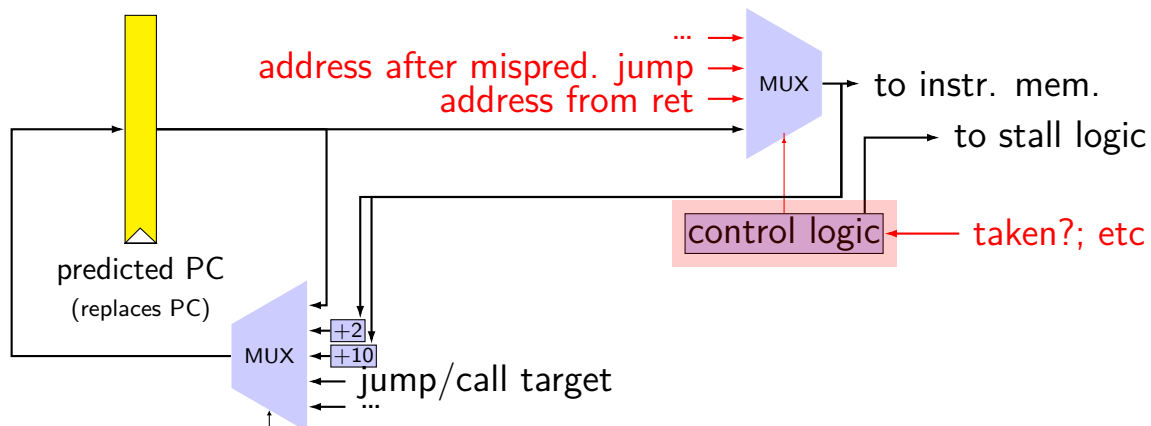 ...
address after mispred. jump
address from ret
MUX
to instr. mem.
to stall logic
control logic
taken?; etc
predicted PC
(replaces PC)
MUX
+2
+10
jump/call target
...